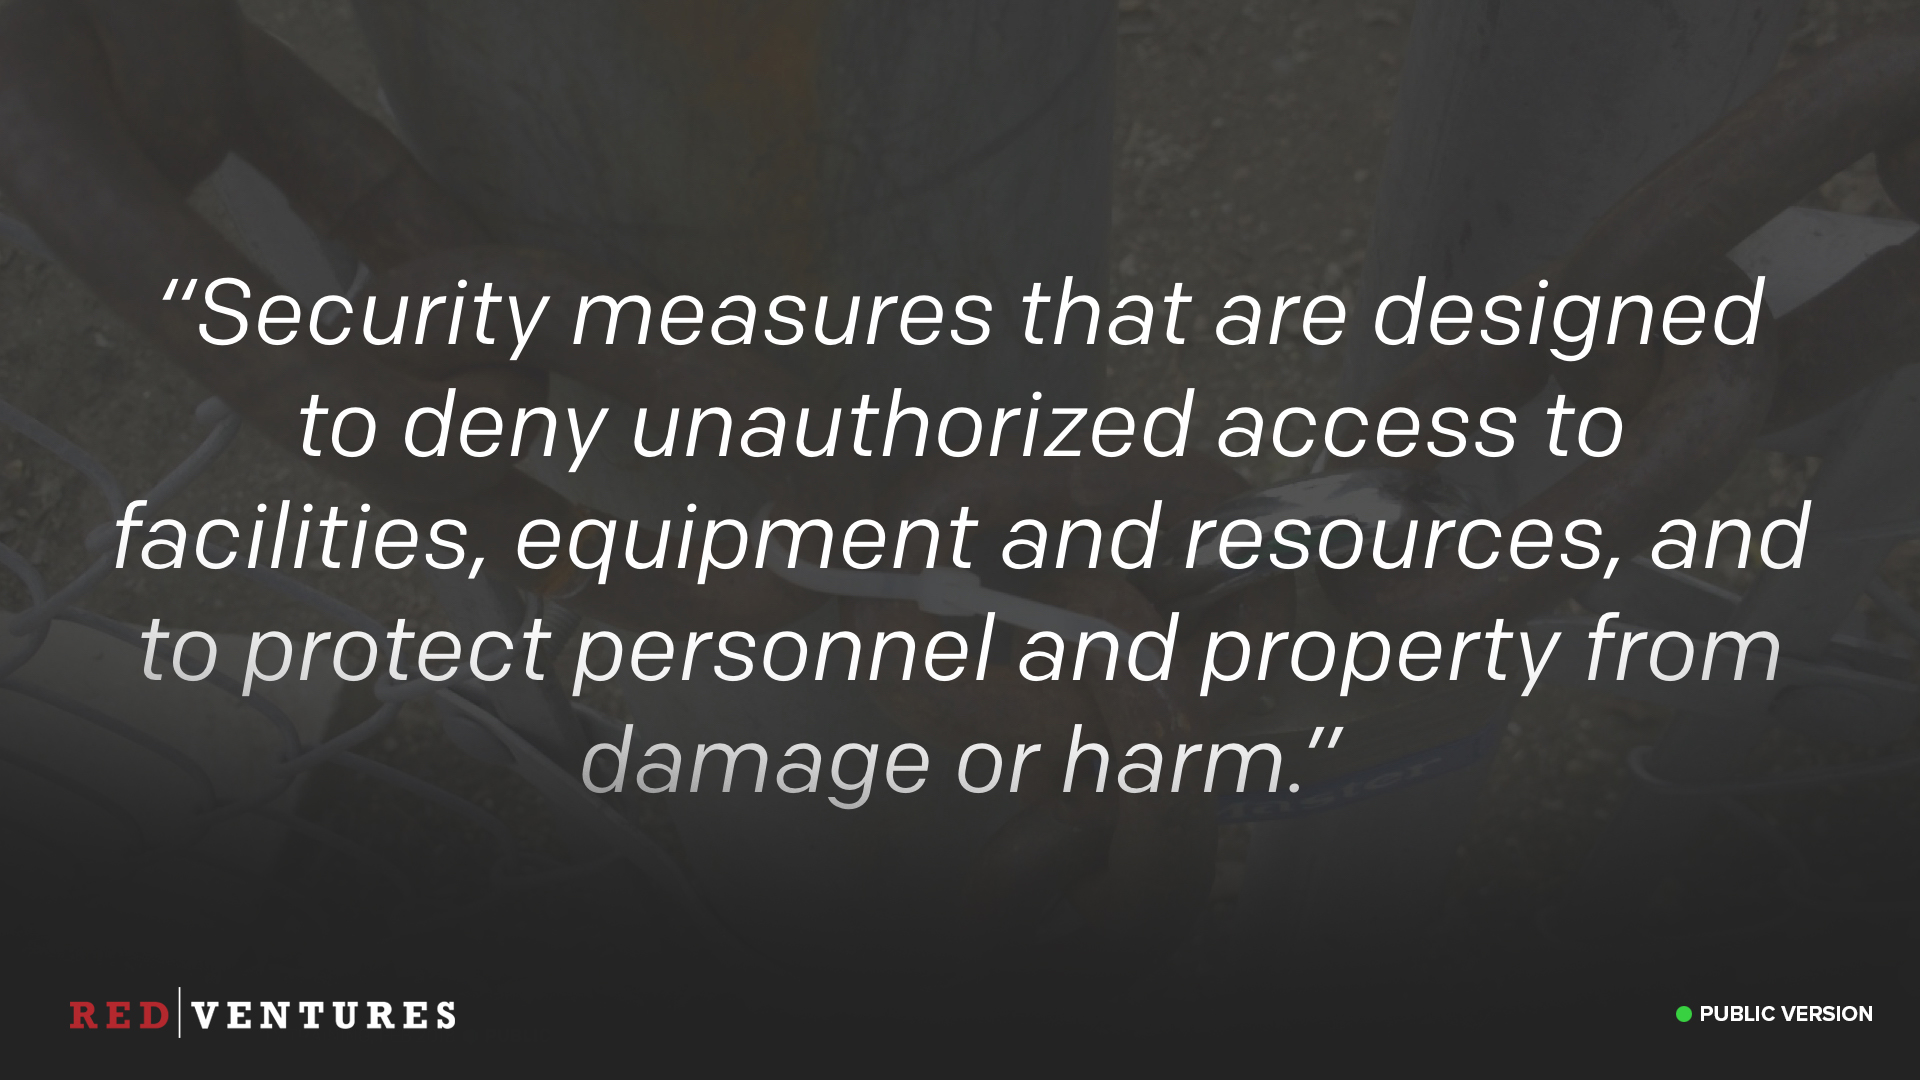 “Security measures that are designed
to deny unauthorized access to
facilities, equipment and resources, and
to protect personnel and property from
damage or harm.”
RED|VENTURES
PUBLIC VERSION